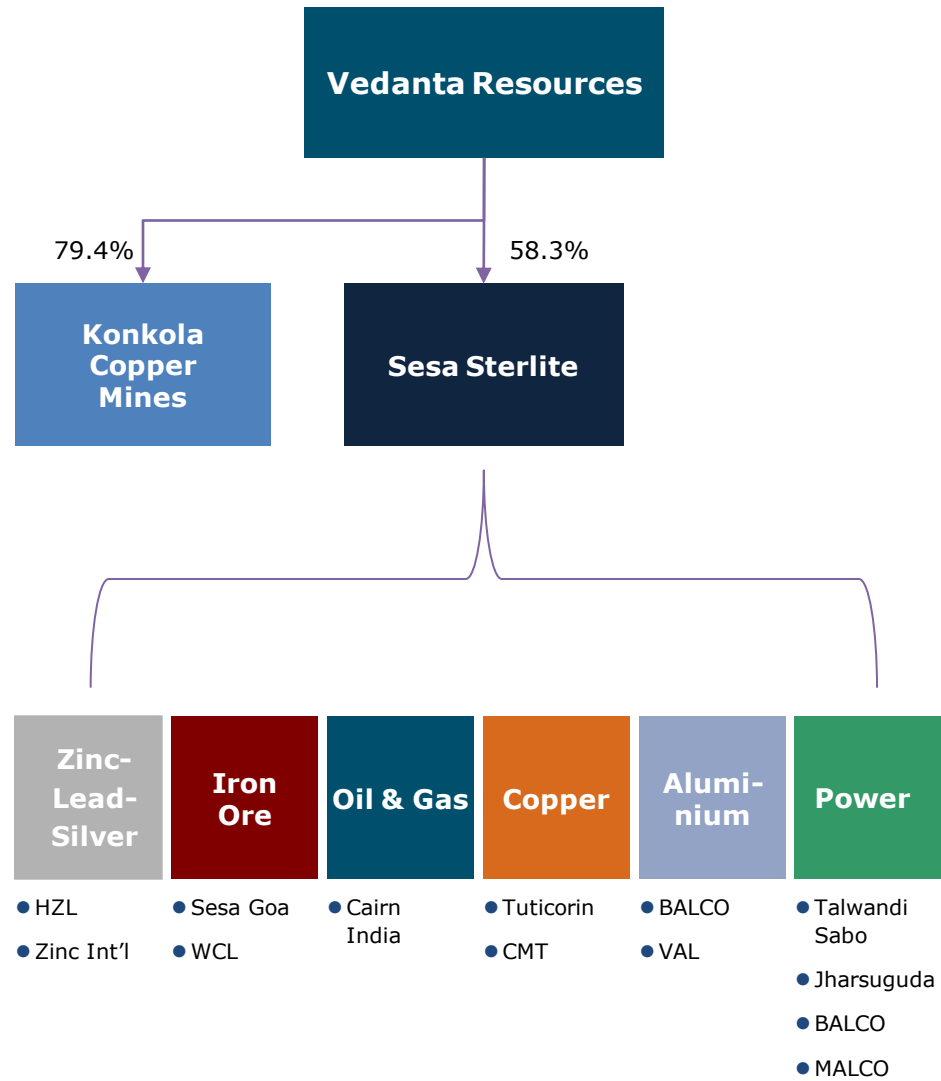 Vedanta Resources
79.4%
58.3%
Konkola
Copper
Mines
Sesa Sterlite
Zinc-
Lead-
Silver
Iron
Ore
Oil & Gas
Copper
Alumi-
nium
Power
HZL
Zinc Int’l
Sesa Goa
WCL
Cairn
India
Tuticorin
CMT
BALCO
VAL
Talwandi
Sabo
Jharsuguda
BALCO
MALCO